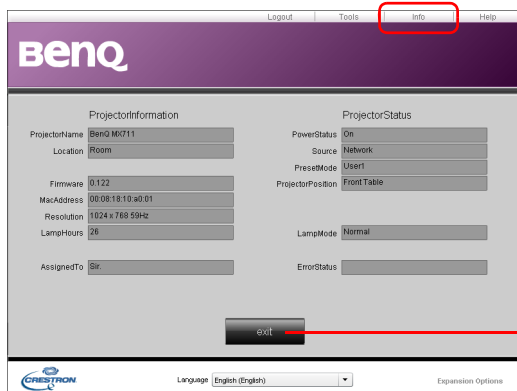 Logout Tools Info Help
BenQ
ProjectorInformation
ProjectorName BenQ MX711
Location Room
Firmware 0.122
MacAddress 00:08:18:10:a0:01
Resolution 1024 x 768 59Hz
LampHours 26
AssignedTo Sir.
ProjectorStatus
PowerStatus On
Source Network
PresetMode User1
ProjectorPosition Front Table
LampMode Normal
ErrorStatus
exit
CRESTRON
Language English (English)
Expansion Options